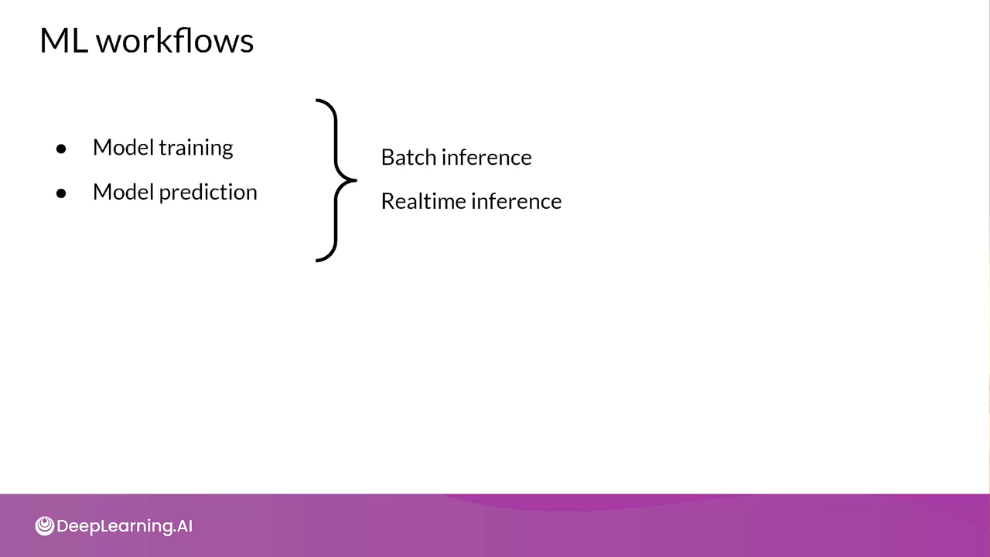 ML workflows
● Model training
● Model prediction
Batch inference
Realtime inference
DeepLearning.AI